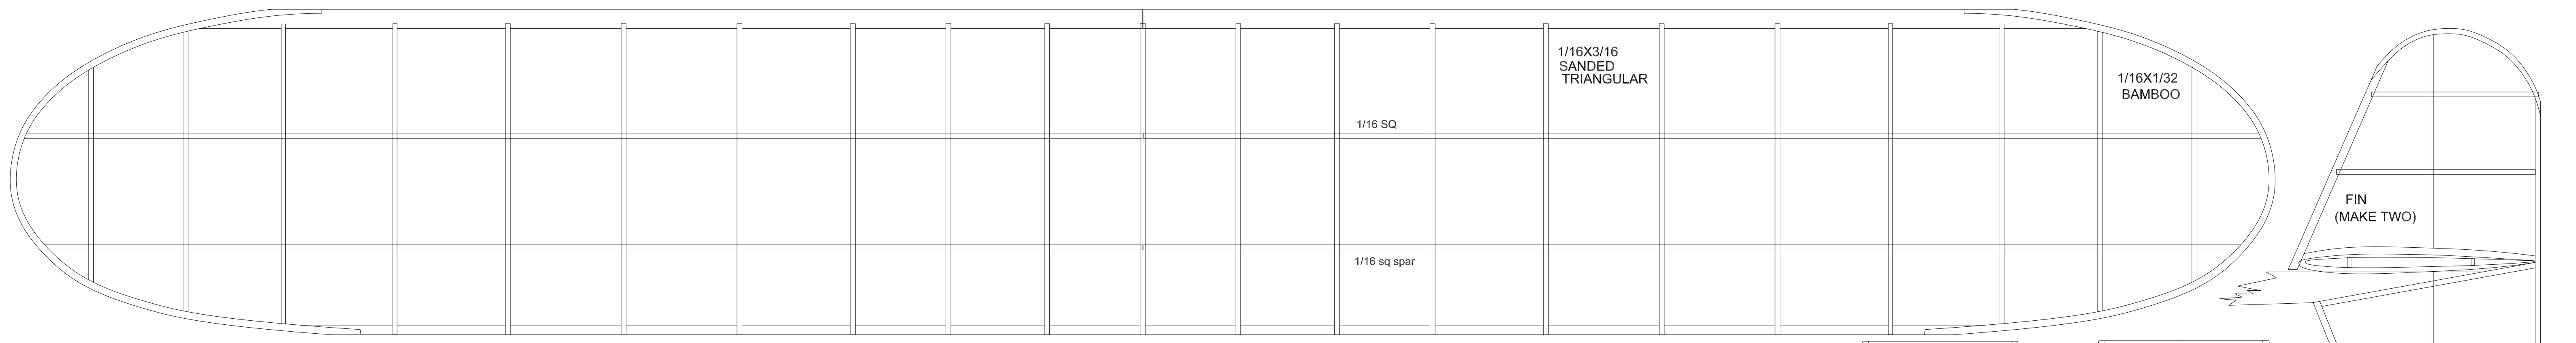 1/16X3/16
SANDED
TRIANGULAR
1/16X1/32
BAMBOO
1/16 SQ
FIN
(MAKE TWO)
1/16 sq spar